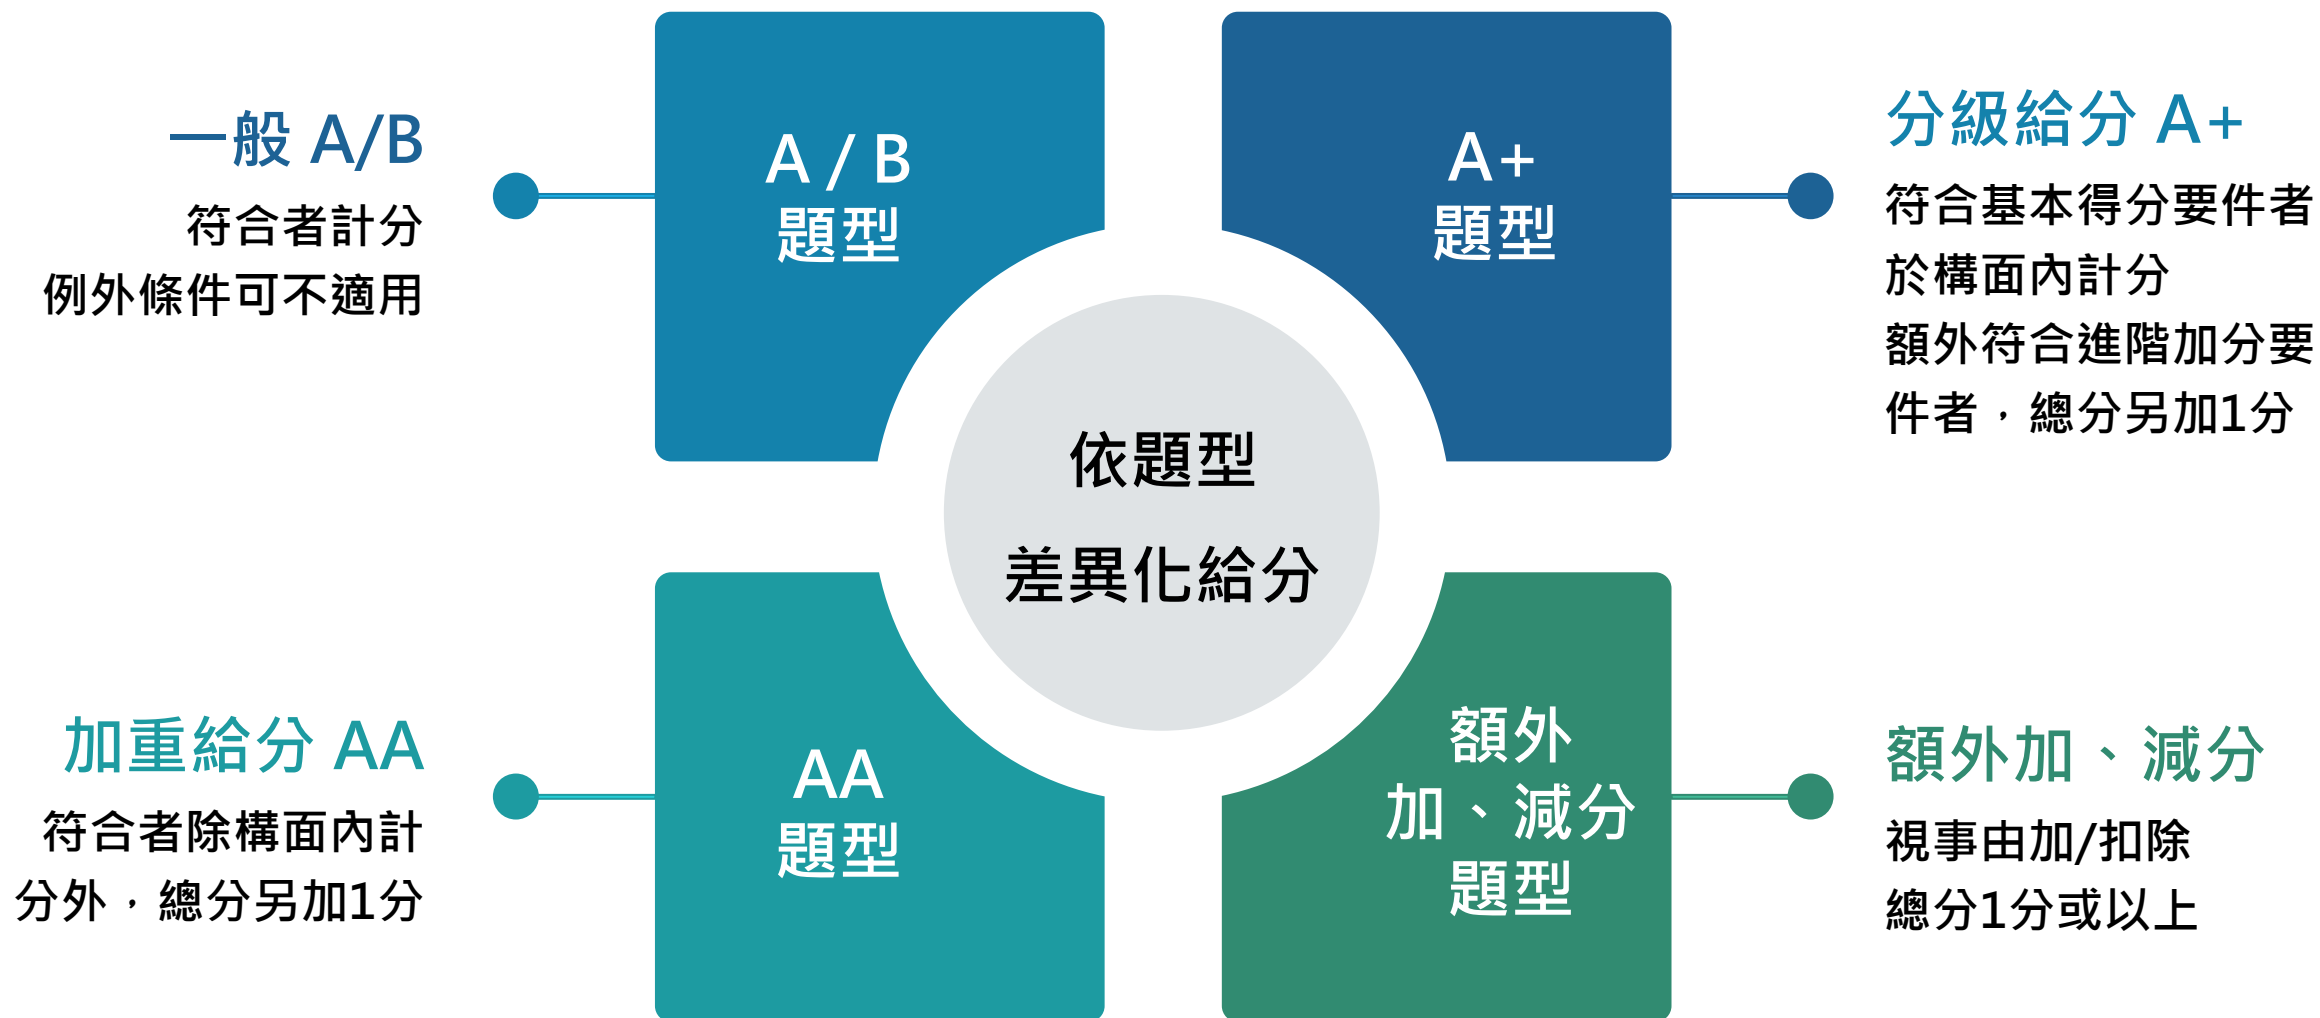 一般 A/B
符合者計分
例外條件可不適用
A / B
題型
A+
題型
分級給分 A+
符合基本得分要件者
於構面內計分
額外符合進階加分要
件者，總分另加1分
依題型
差異化給分
加重給分 AA
符合者除構面內計
分外，總分另加1分
AA
題型
額外
加、減分
題型
額外加、減分
視事由加/扣除
總分1分或以上